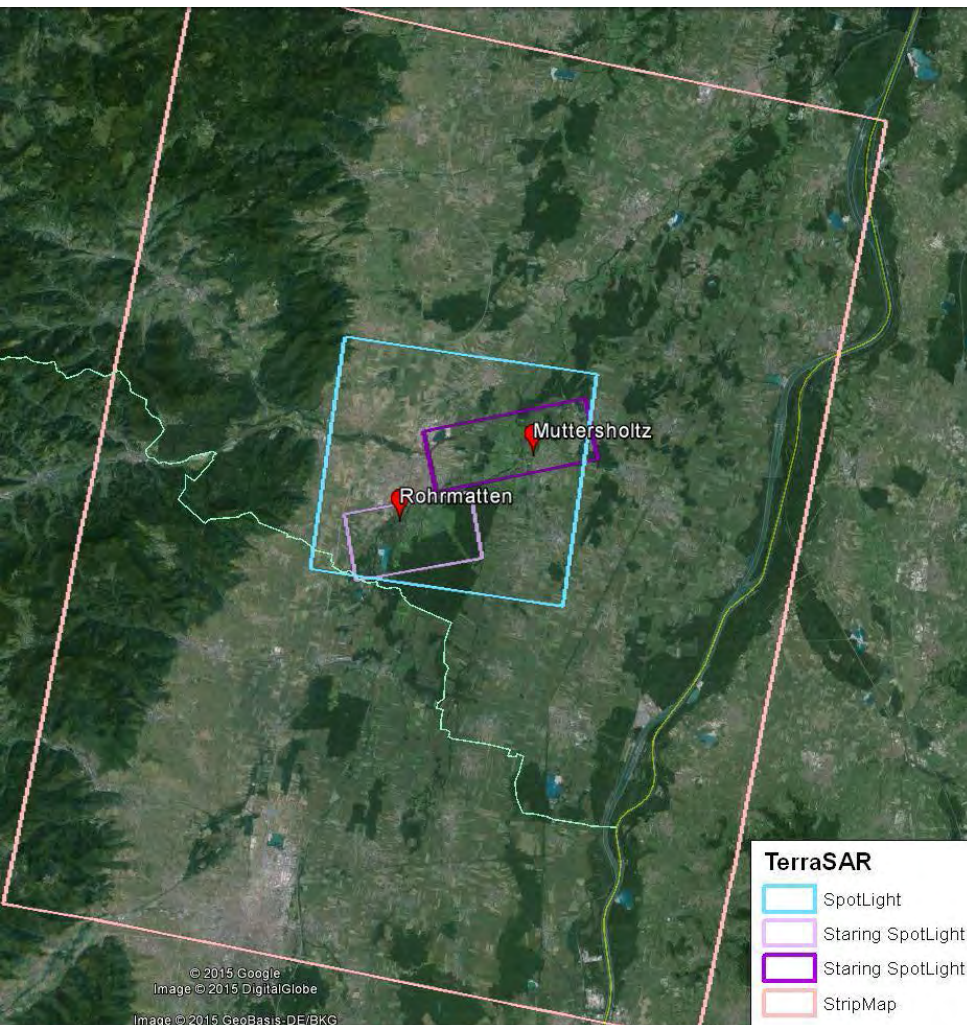 Muttersholtz
Rohrmatten
TerraSAR
SpotLight
Staring SpotLight
Staring SpotLight
StripMap
© 2015 Google
Image © 2015 DigitalGlobe
Image © 2015 GeoBasis-DE/BKG